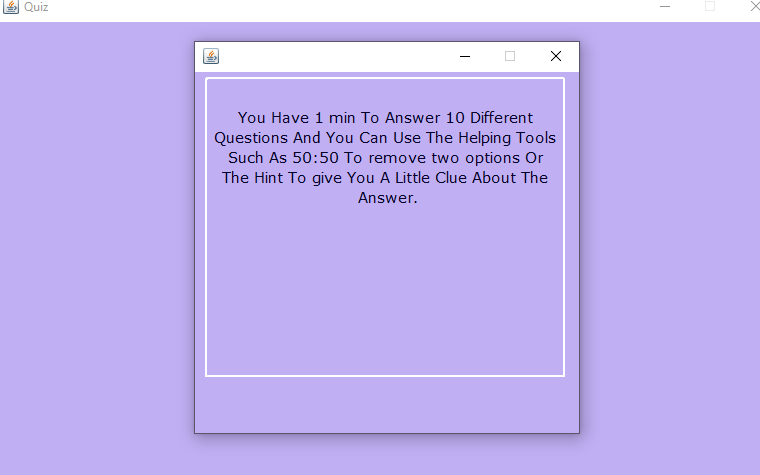 Quiz
You Have 1 min To Answer 10 Different
Questions And You Can Use The Helping Tools
Such As 50:50 To remove two options Or
The Hint To give You A Little Clue About The
Answer.